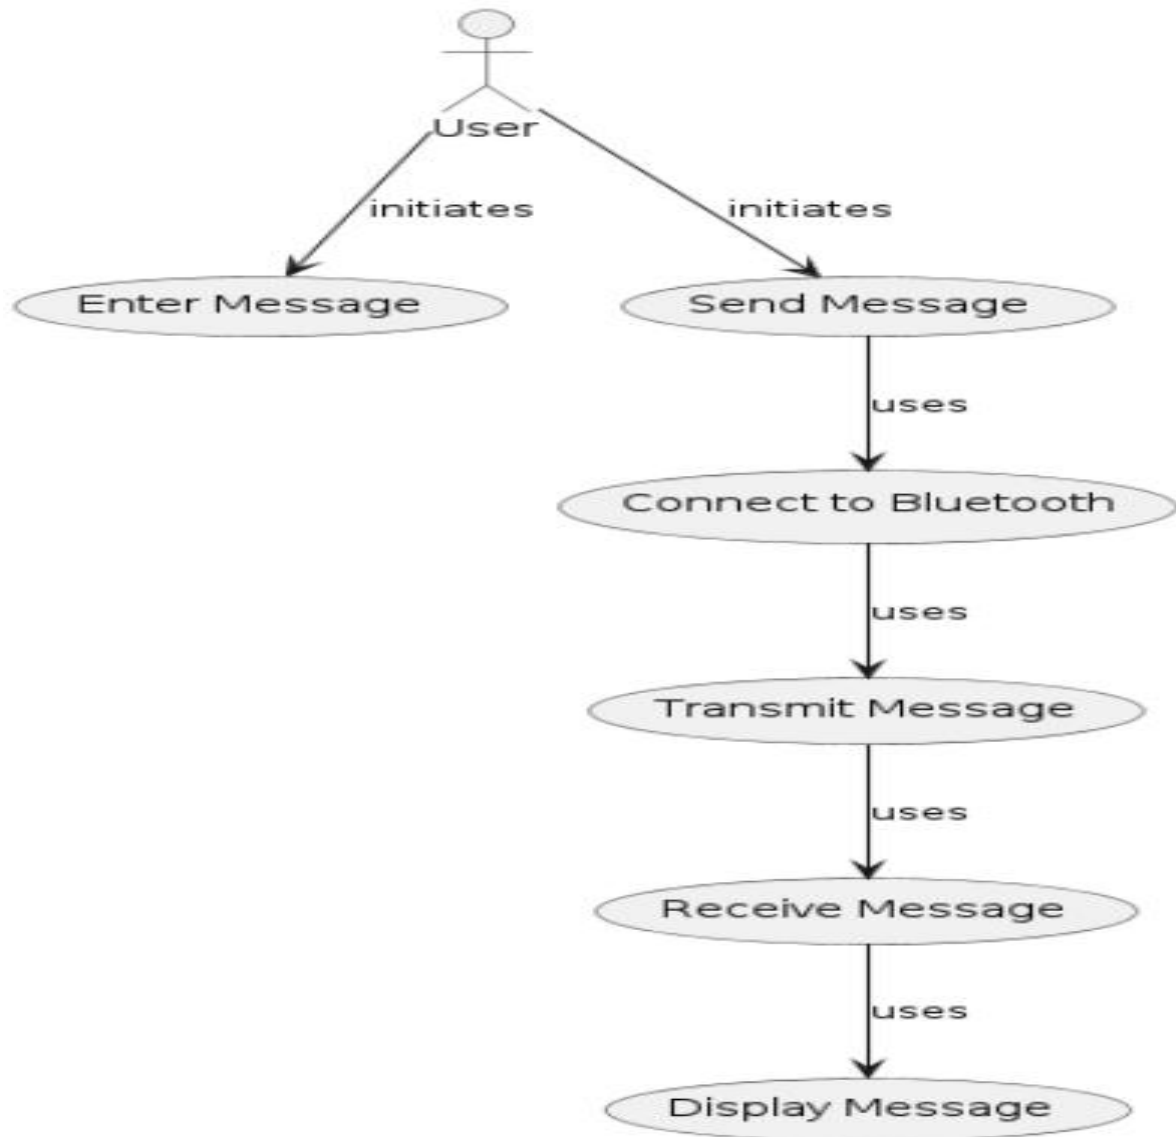 User
initiates
initiates
Enter Message
Send Message
uses
Connect to Bluetooth
uses
Transmit Message
uses
Receive Message
uses
Display Message